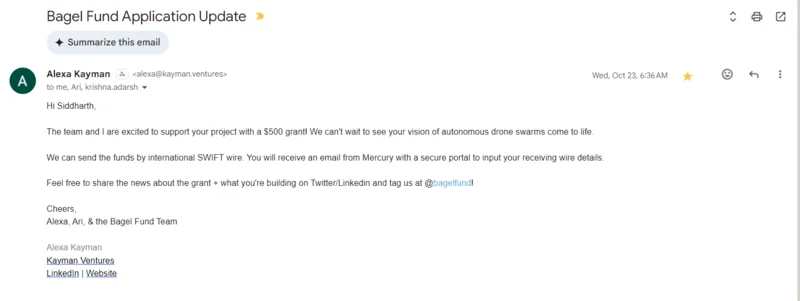 Bagel Fund Application Update
Summarize this email
A
Alexa Kayman <alexa@kayman.ventures>
Wed, Oct 23, 6:36 AM
to me, Ari, krishna.adarsh
Hi Siddharth,
The team and I are excited to support your project with a $500 grant! We can't wait to see your vision of autonomous drone swarms come to life.
We can send the funds by international SWIFT wire. You will receive an email from Mercury with a secure portal to input your receiving wire details.
Feel free to share the news about the grant + what you're building on Twitter/Linkedin and tag us at @bagelfund!
Cheers,
Alexa, Ari, & the Bagel Fund Team
Alexa Kayman
Kayman Ventures
LinkedIn | Website